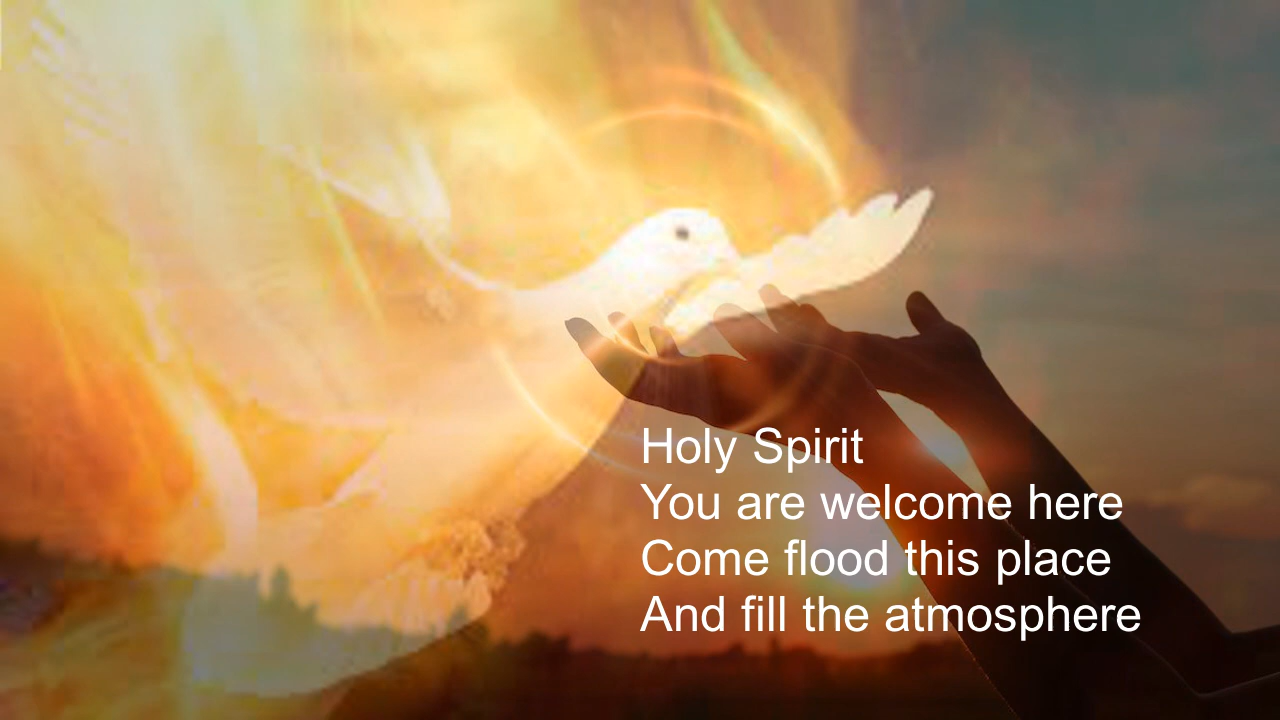 Holy Spirit
You are welcome here
Come flood this place
And fill the atmosphere